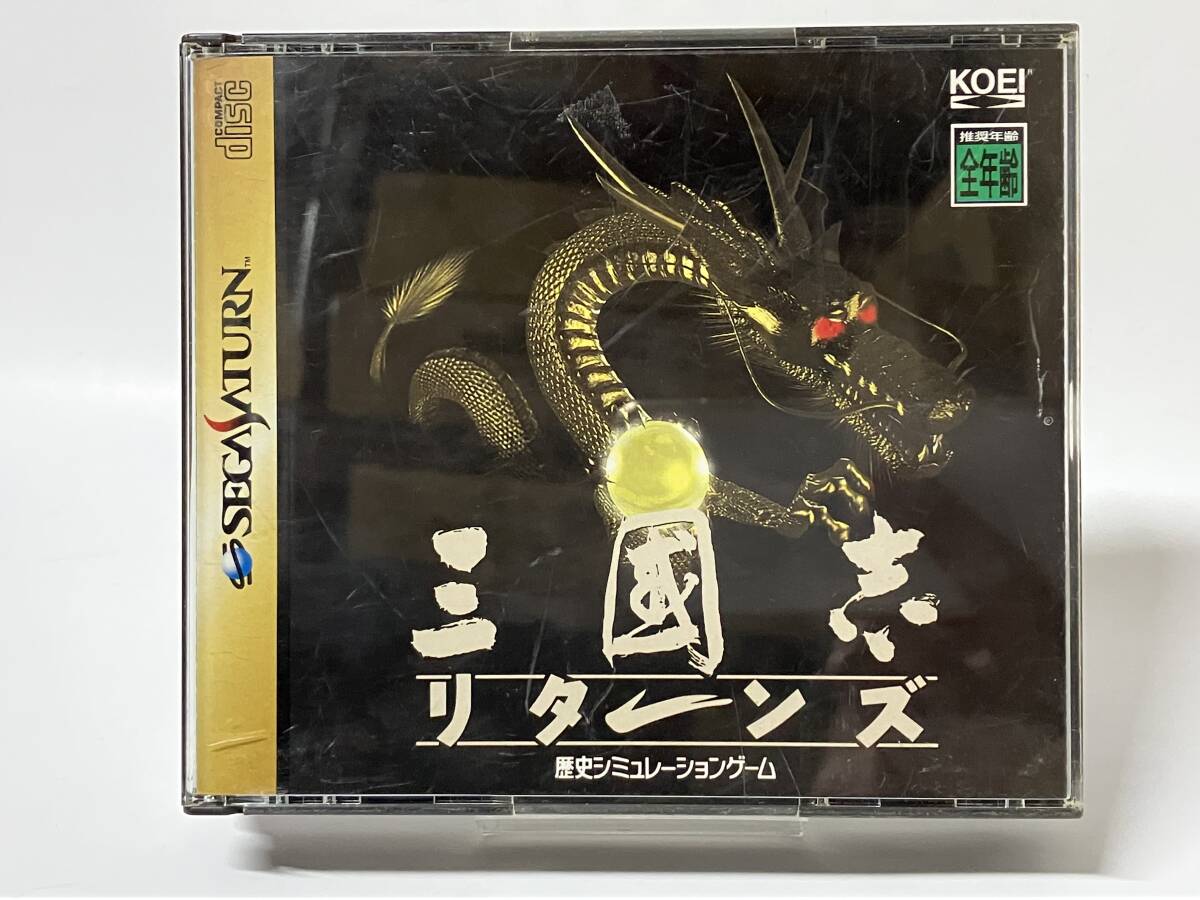 COMPACT
disc
SEGA SATURN™
KOEI
推奨年齢
全年齢
三國志
リターンズ
歴史シミュレーションゲーム